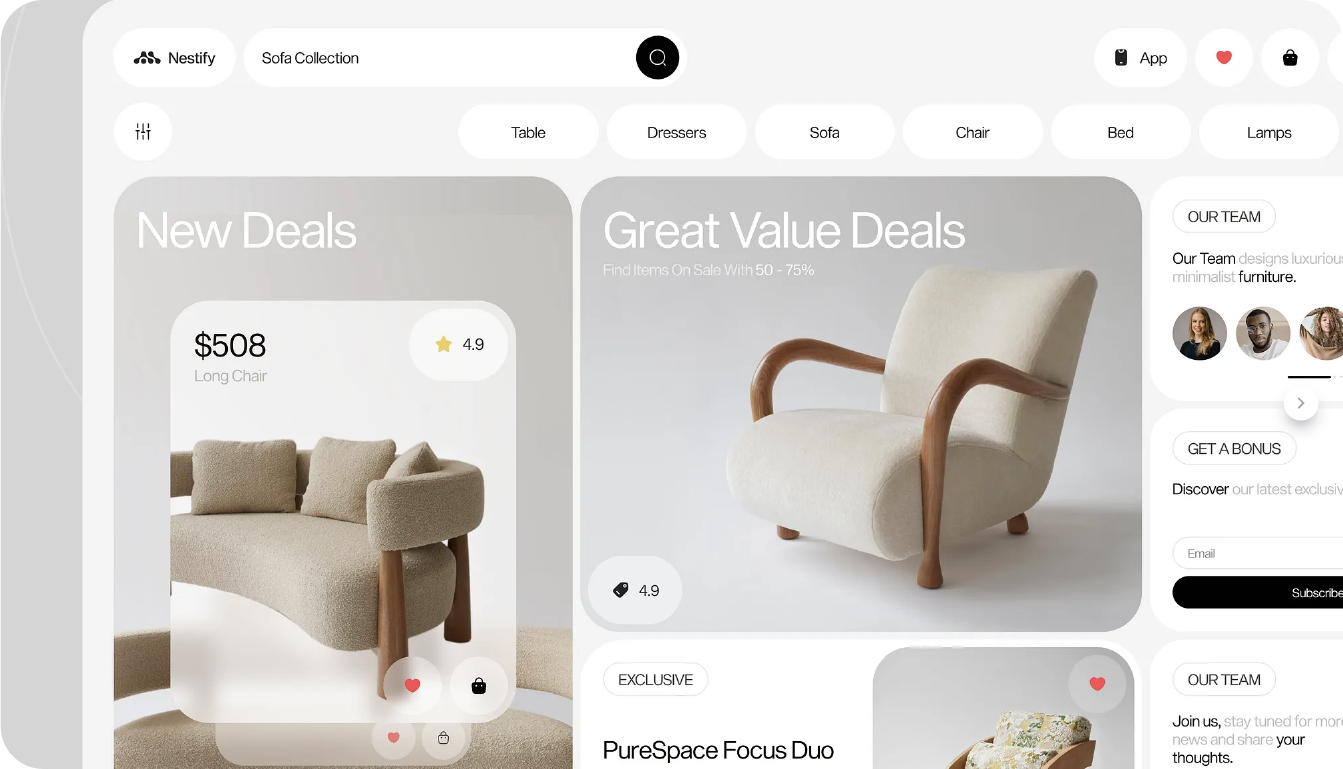 Nestify
Sofa Collection
App
Table
Dressers
Sofa
Chair
Bed
Lamps
New Deals
$508
Long Chair
4.9
Great Value Deals
Find Items On Sale With 50 - 75%
4.9
EXCLUSIVE
PureSpace Focus Duo
OUR TEAM
Our Team designs luxurious
minimalist furniture.
GET A BONUS
Discover our latest exclusiv
Email
Subscribe
OUR TEAM
Join us, stay tuned for more
news and share your
thoughts.